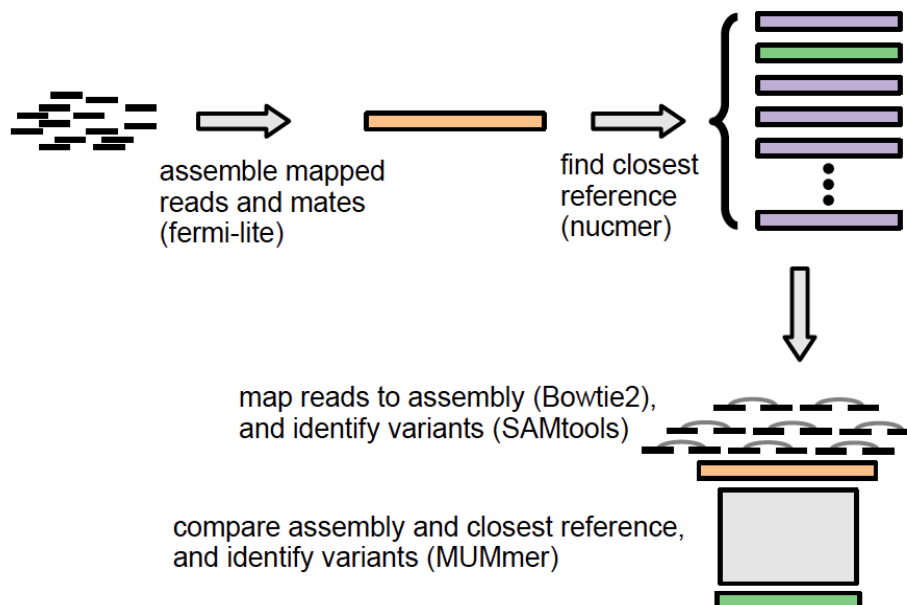 assemble mapped
reads and mates
(fermi-lite)
find closest
reference
(nucmer)
map reads to assembly (Bowtie2),
and identify variants (SAMtools)
compare assembly and closest reference,
and identify variants (MUMmer)